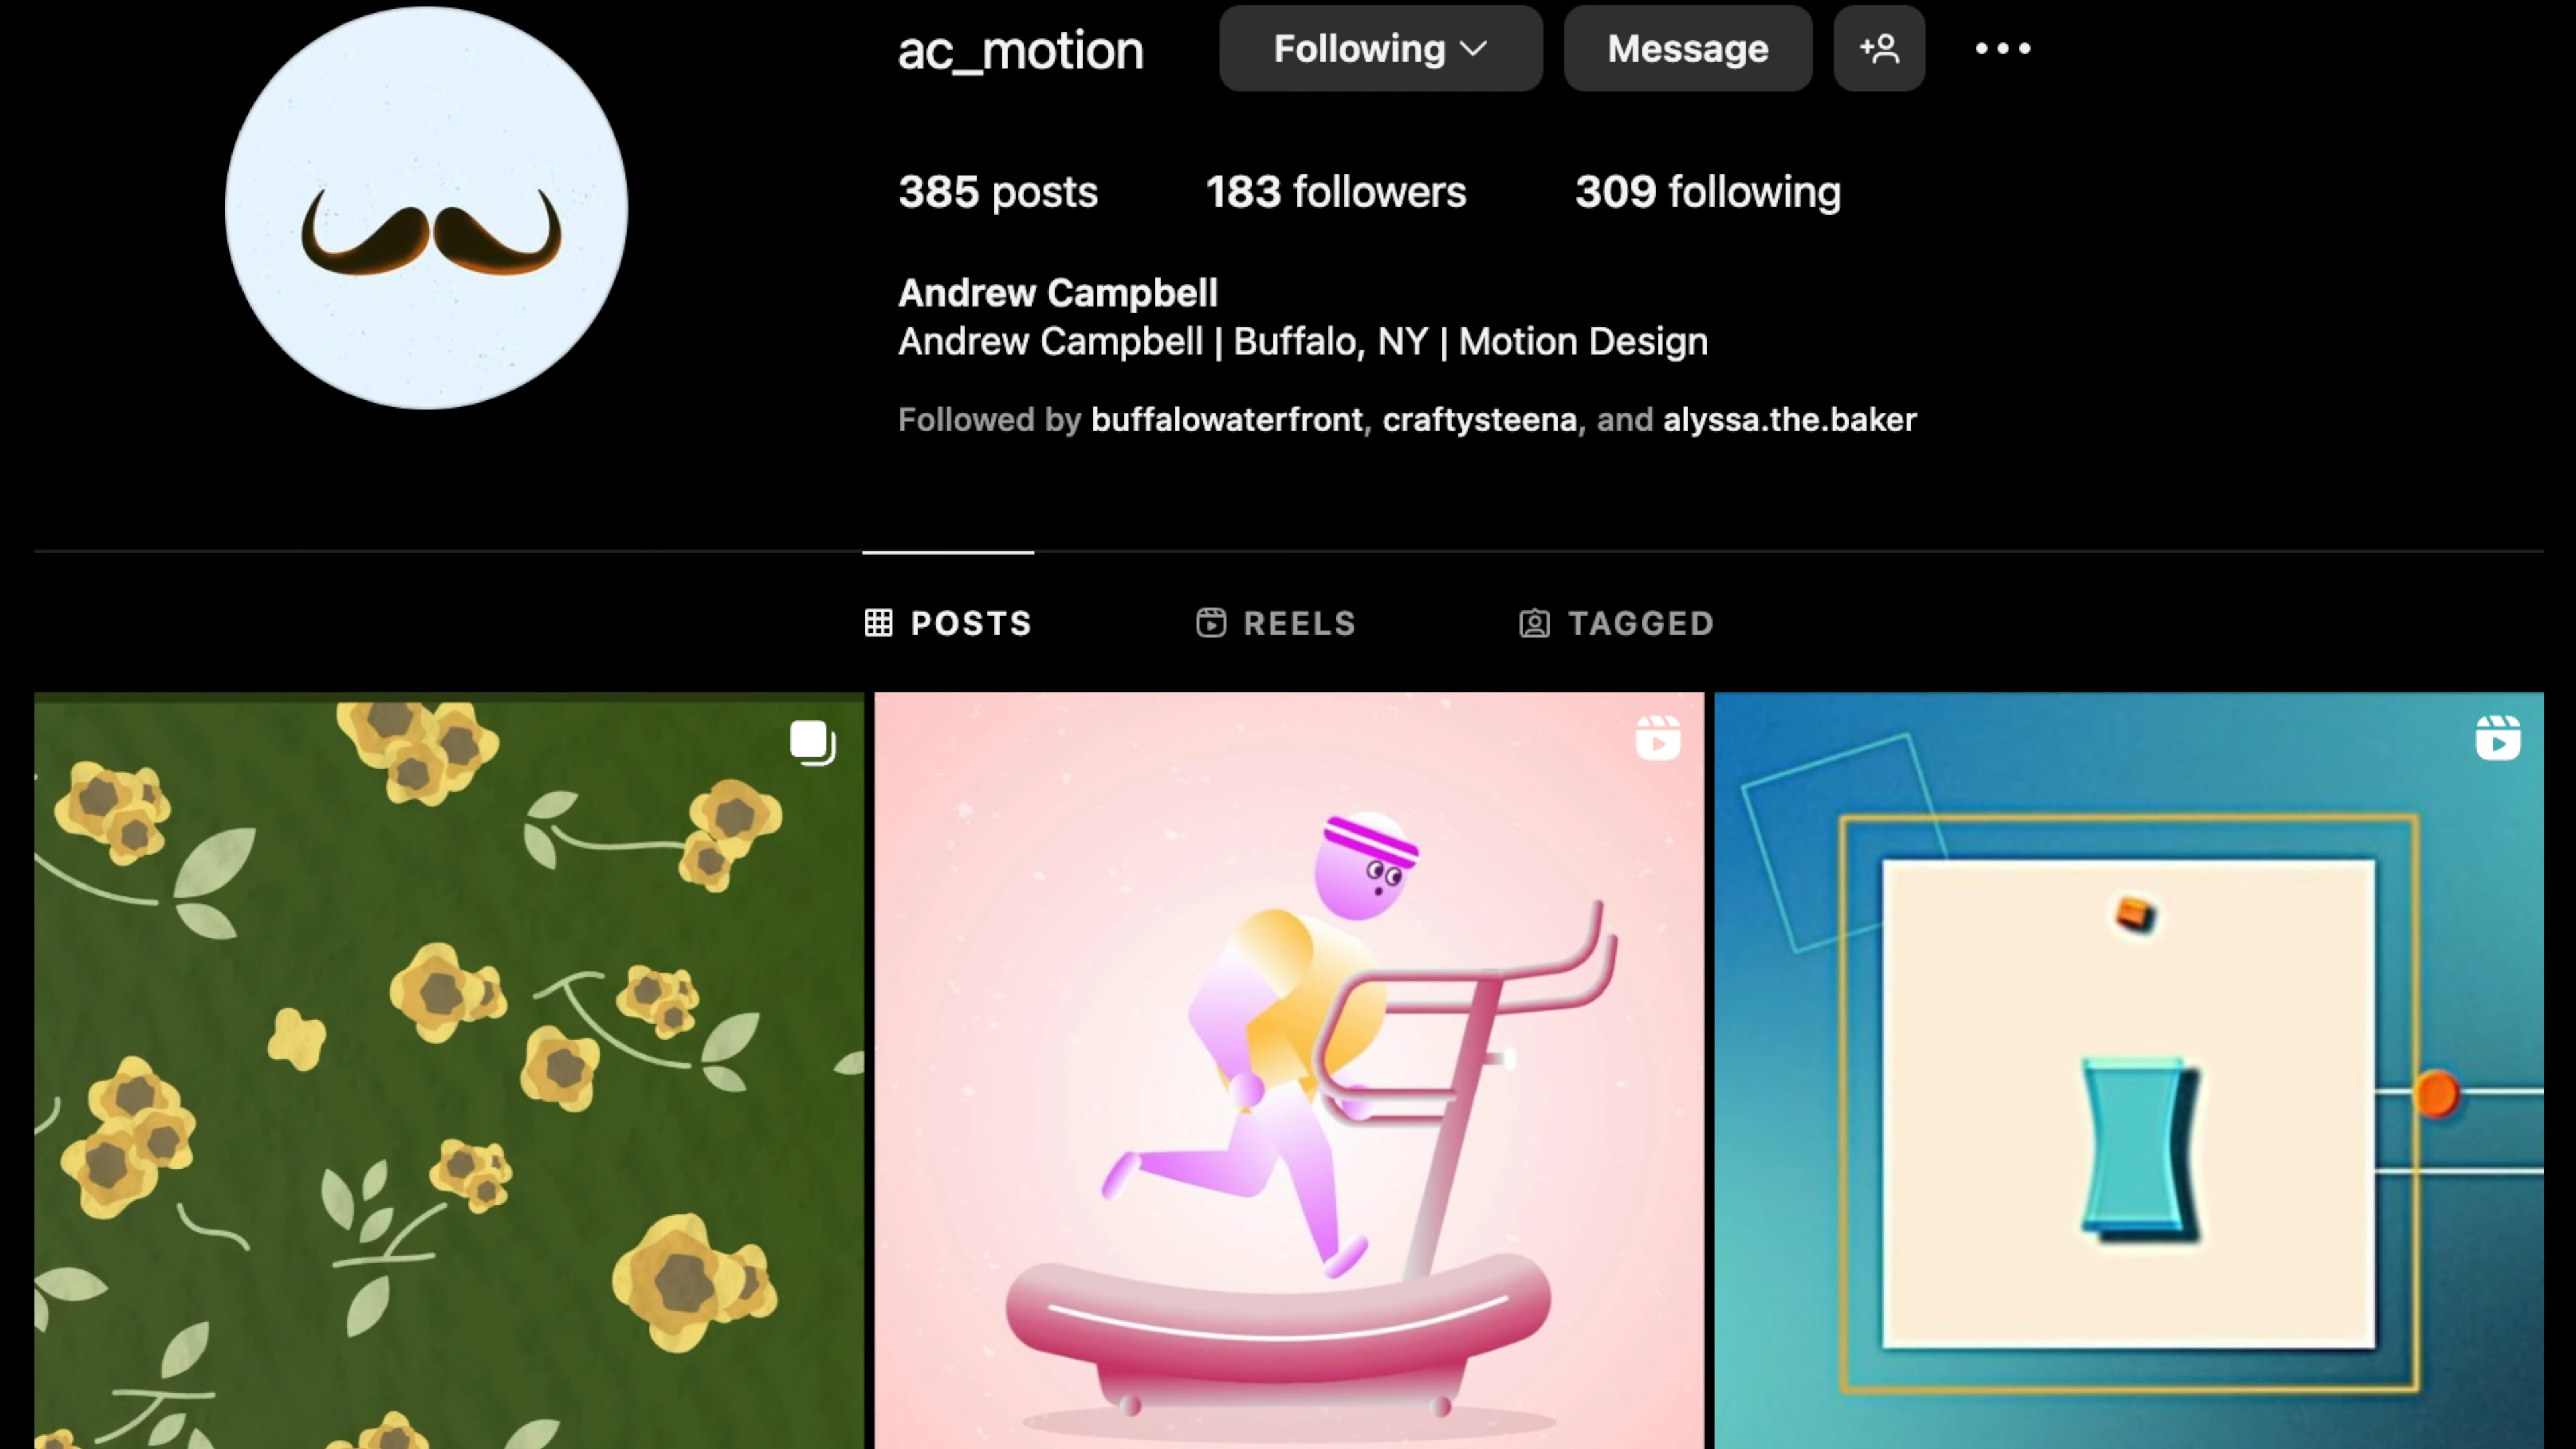 ac_motion Following Message
385 posts 183 followers 309 following
Andrew Campbell
Andrew Campbell | Buffalo, NY | Motion Design
Followed by buffalowaterfront, craftysteena, and alyssa.the.baker
POSTS REELS TAGGED